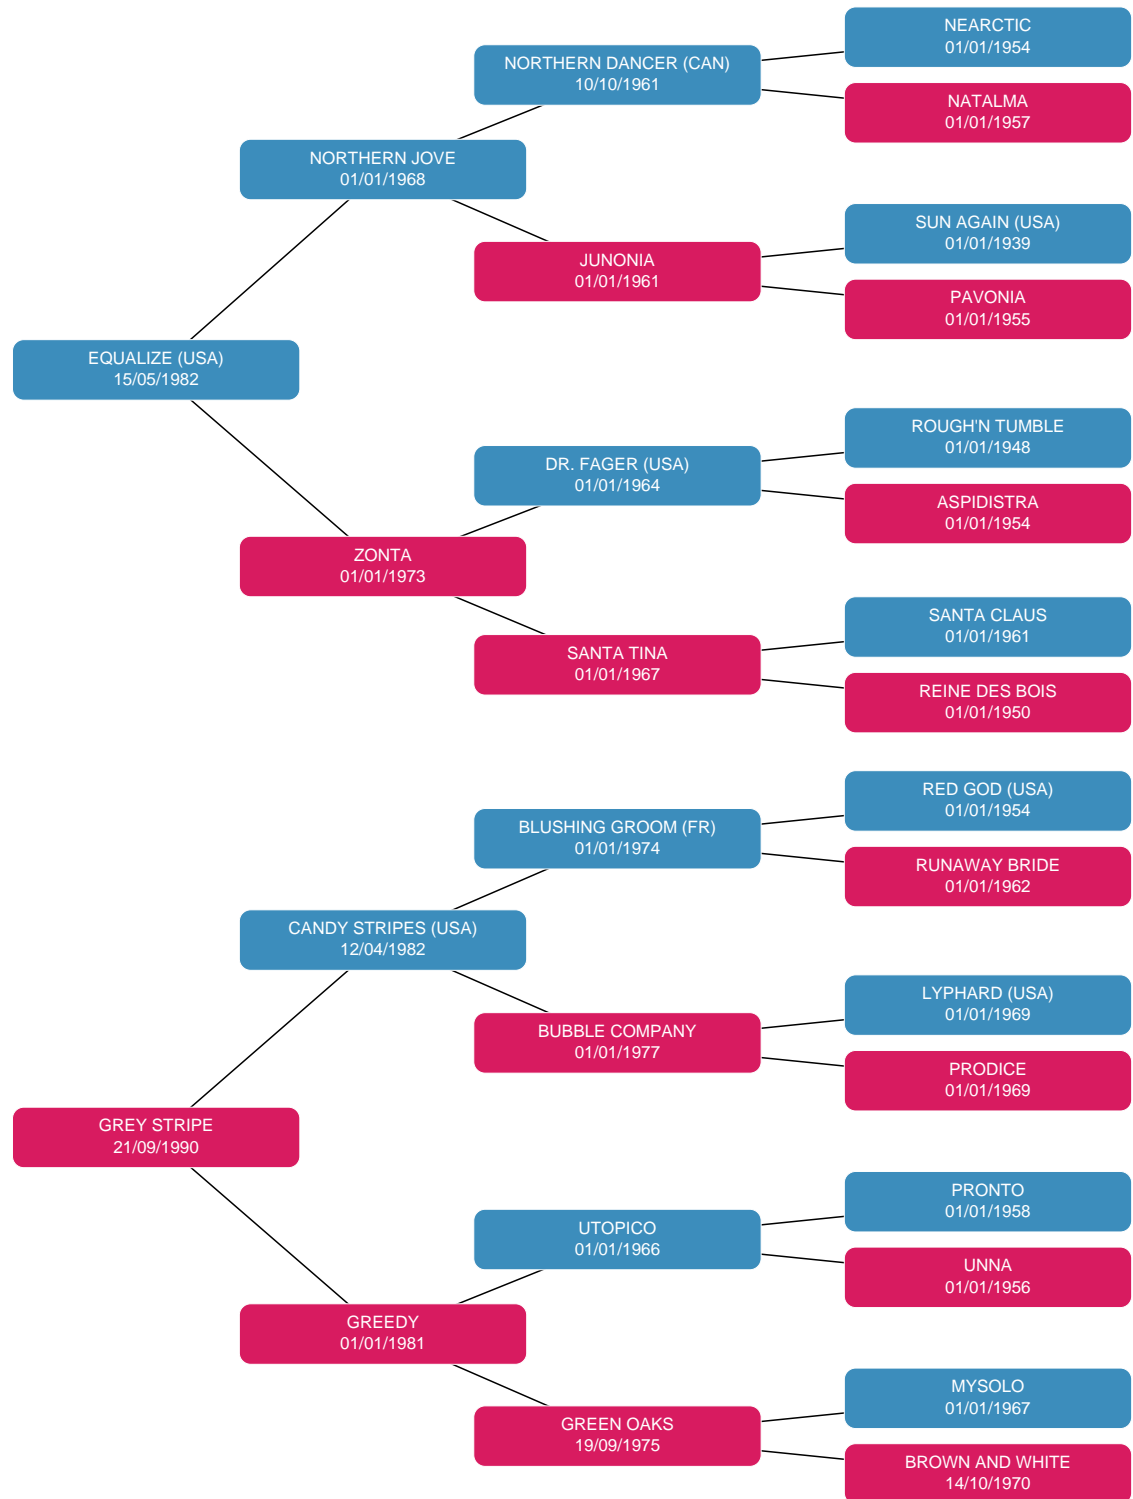 NEARCTIC
01/01/1954
NORTHERN DANCER (CAN)
10/10/1961
NATALMA
01/01/1957
NORTHERN JOVE
01/01/1968
SUN AGAIN (USA)
01/01/1939
JUNONIA
01/01/1961
PAVONIA
01/01/1955
EQUALIZE (USA)
15/05/1982
ROUGH'N TUMBLE
01/01/1948
DR. FAGER (USA)
01/01/1964
ASPIDISTRA
01/01/1954
ZONTA
01/01/1973
SANTA CLAUS
01/01/1961
SANTA TINA
01/01/1967
REINE DES BOIS
01/01/1950
RED GOD (USA)
01/01/1954
BLUSHING GROOM (FR)
01/01/1974
RUNAWAY BRIDE
01/01/1962
CANDY STRIPES (USA)
12/04/1982
LYPHARD (USA)
01/01/1969
BUBBLE COMPANY
01/01/1977
PRODICE
01/01/1969
GREY STRIPE
21/09/1990
PRONTO
01/01/1958
UTOPICO
01/01/1966
UNNA
01/01/1956
GREEDY
01/01/1981
MYSOLO
01/01/1967
GREEN OAKS
19/09/1975
BROWN AND WHITE
14/10/1970